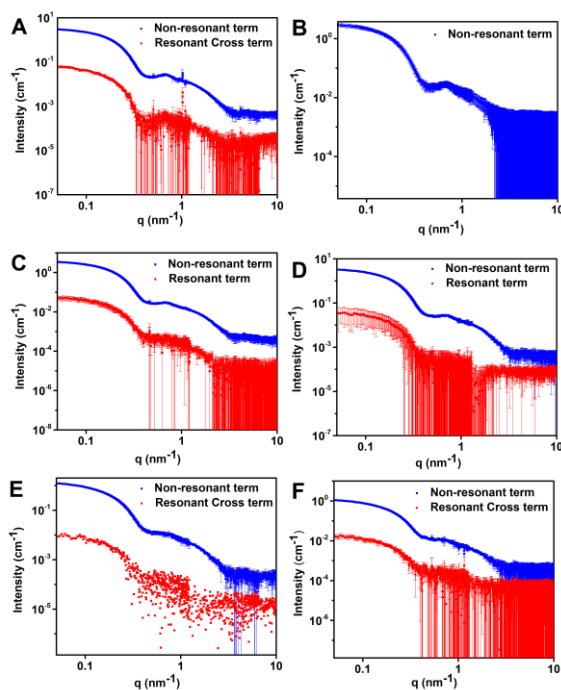 A
Non-resonant term
Resonant Cross term
Intensity (cm⁻¹)
10¹
10⁻¹
10⁻³
10⁻⁵
10⁻⁷
0.1
1
10
q (nm⁻¹)
B
Non-resonant term
Intensity (cm⁻¹)
10⁰
10⁻²
10⁻⁴
0.1
1
10
q (nm⁻¹)
C
Non-resonant term
Resonant term
Intensity (cm⁻¹)
10²
10⁰
10⁻²
10⁻⁴
10⁻⁶
10⁻⁸
0.1
1
10
q (nm⁻¹)
D
Non-resonant term
Resonant term
Intensity (cm⁻¹)
10¹
10⁻¹
10⁻³
10⁻⁵
10⁻⁷
0.1
1
10
q (nm⁻¹)
E
Non-resonant term
Resonant Cross term
Intensity (cm⁻¹)
10⁻¹
10⁻³
10⁻⁵
0.1
1
10
q (nm⁻¹)
F
Non-resonant term
Resonant Cross term
Intensity (cm⁻¹)
10²
10⁰
10⁻²
10⁻⁴
10⁻⁶
0.1
1
10
q (nm⁻¹)